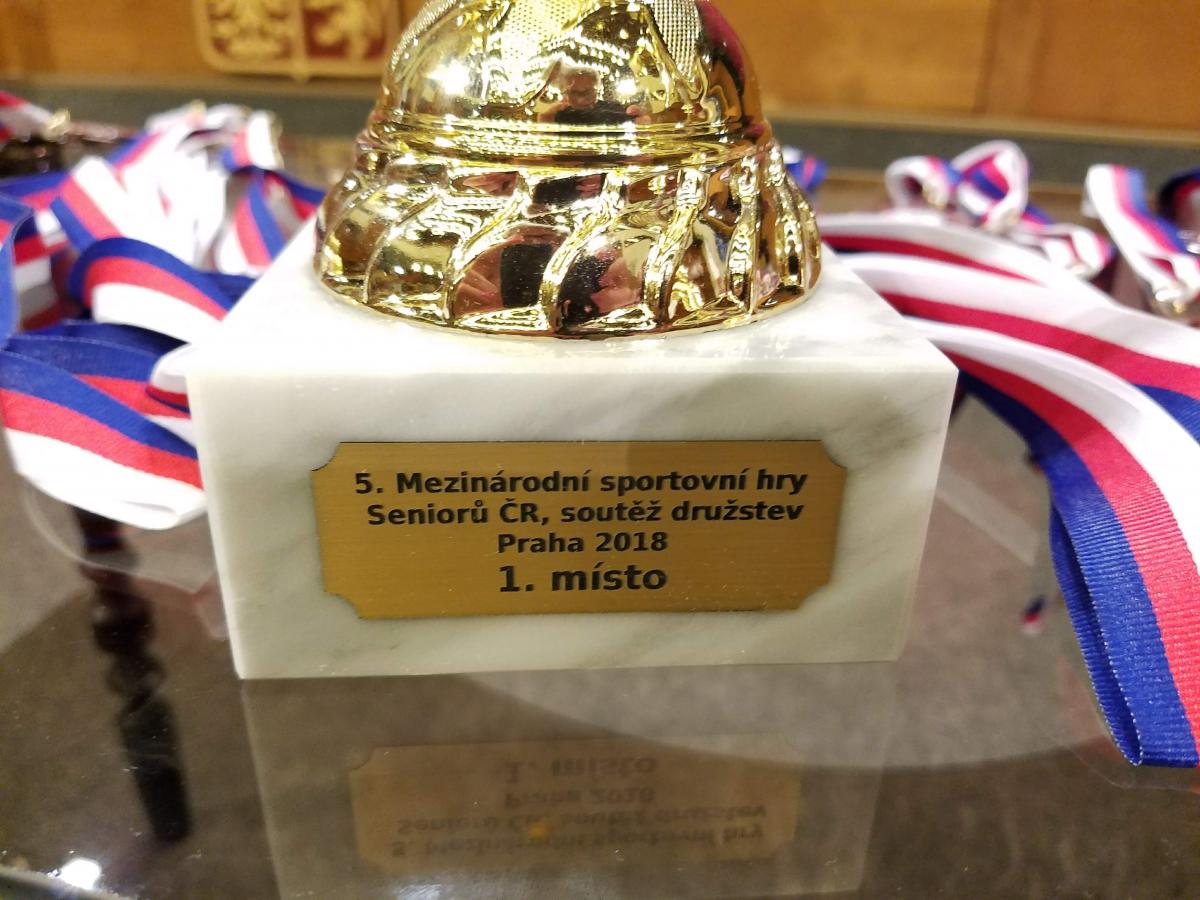 5. Mezinárodní sportovní hry
Seniorů ČR, soutěž družstev
Praha 2018
1. místo